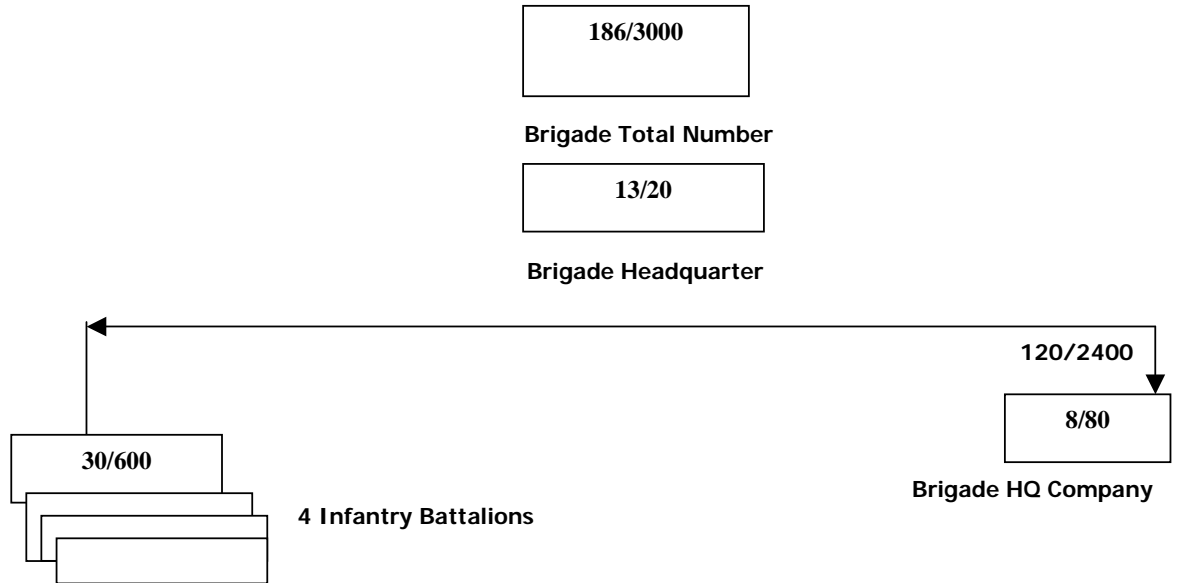 186/3000
Brigade Total Number
13/20
Brigade Headquarter
120/2400
8/80
30/600
Brigade HQ Company
4 Infantry Battalions